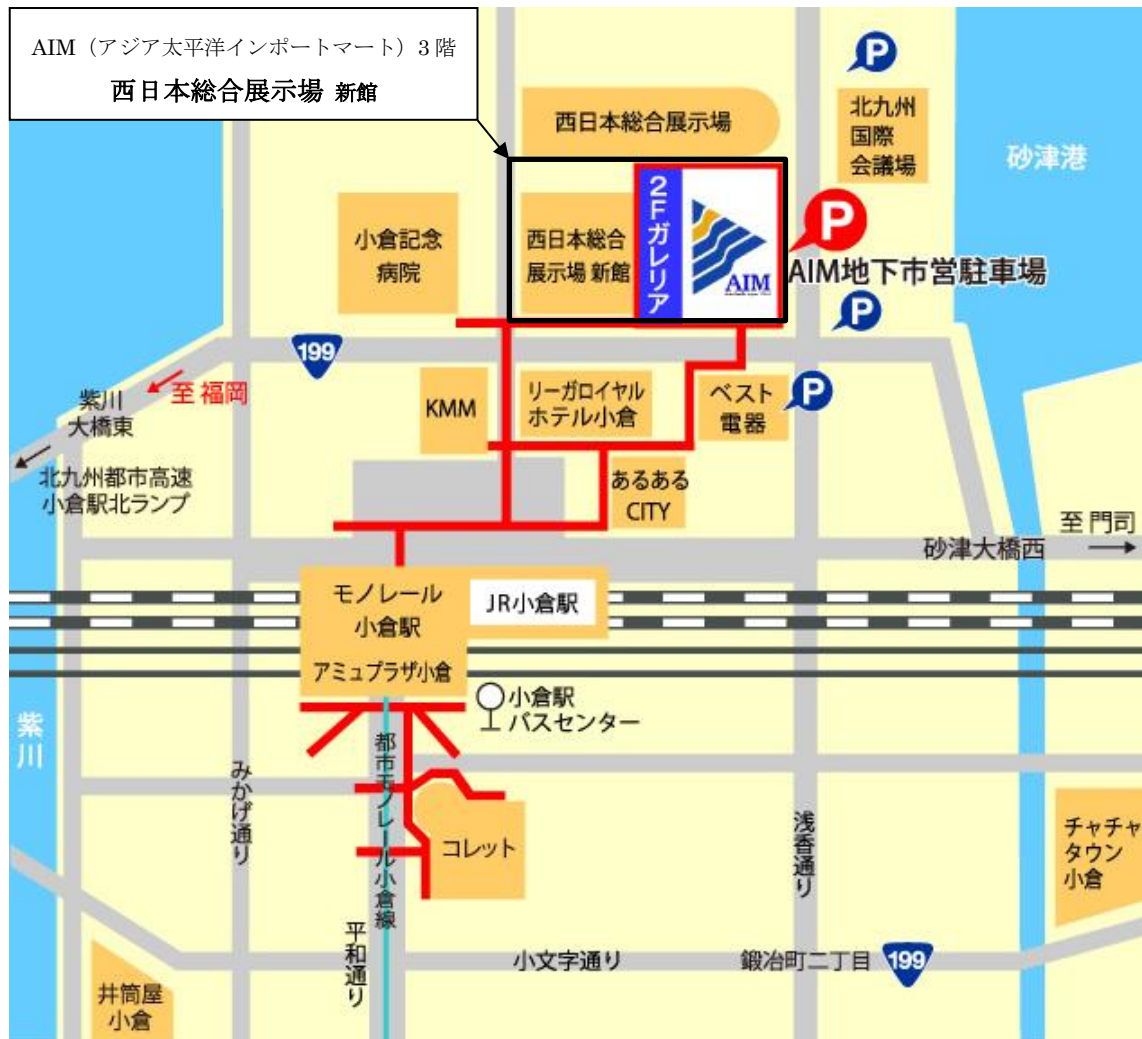 AIM（アジア太平洋インポートマート）3階
西日本総合展示場 新館
P
西日本総合展示場
北九州
国際
会議場
砂津港
小倉記念
病院
西日本総合
展示場 新館
2Fガレリア
AIM
P
AIM地下市営駐車場
P
199
至 福岡
紫川
大橋東
北九州都市高速
小倉駅北ランプ
KMM
リーガロイヤル
ホテル小倉
ベスト
電器
P
あるある
CITY
至 門司
砂津大橋西
モノレール
小倉駅
JR小倉駅
アミュプラザ小倉
小倉駅
バスセンター
紫川
みかげ通り
都市モノレール小倉線
コレット
浅香通り
チャチャ
タウン
小倉
平和通り
小文字通り
鍛冶町二丁目
199
井筒屋
小倉